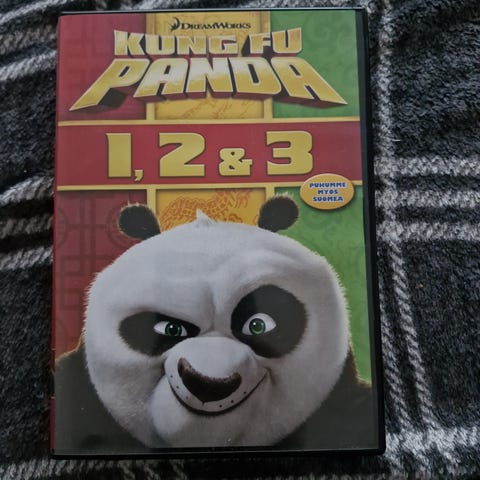 DREAMWORKS
KUNG FU
PANDA
1, 2 & 3
PUHUMME
MYÖS
SUOMEA